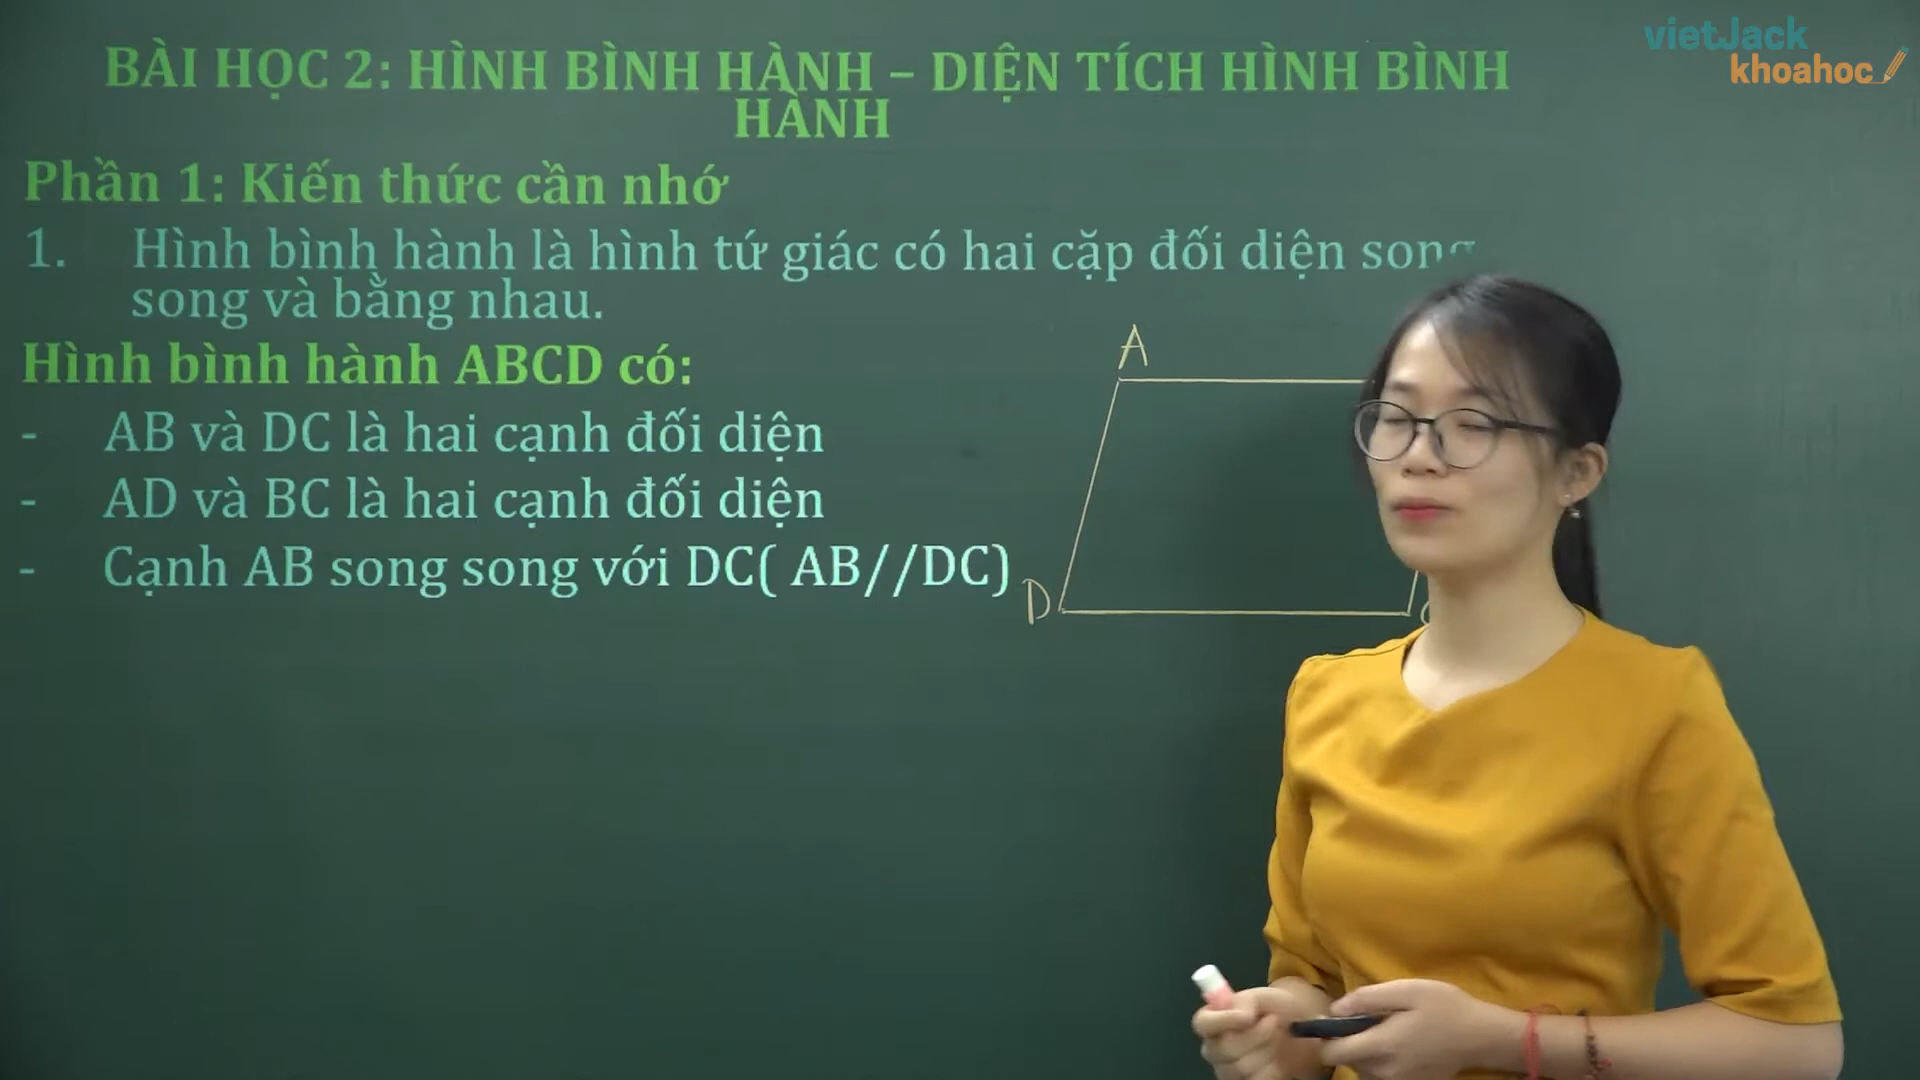 vietJack
khoahoc
BÀI HỌC 2: HÌNH BÌNH HÀNH – DIỆN TÍCH HÌNH BÌNH
HÀNH
Phần 1: Kiến thức cần nhớ
1. Hình bình hành là hình tứ giác có hai cặp đối diện song
song và bằng nhau.
Hình bình hành ABCD có:
- AB và DC là hai cạnh đối diện
- AD và BC là hai cạnh đối diện
- Cạnh AB song song với DC( AB//DC)
A
D